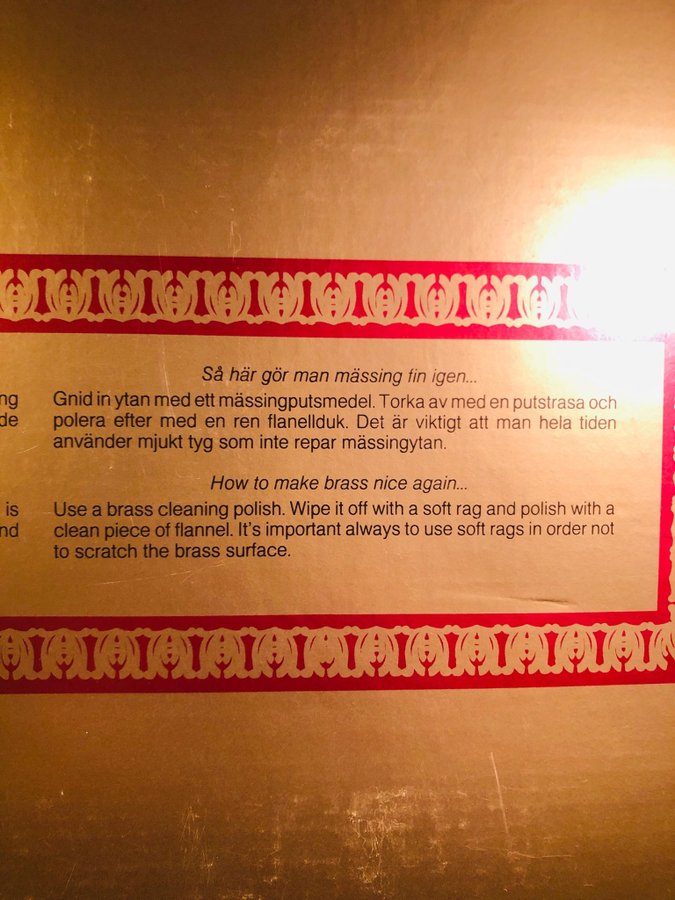 Så här gör man mässing fin igen...
ng
Gnid in ytan med ett mässingputsmedel. Torka av med en putstrasa och
de
polera efter med en ren flanellduk. Det är viktigt att man hela tiden
använder mjukt tyg som inte repar mässingytan.
How to make brass nice again...
is
Use a brass cleaning polish. Wipe it off with a soft rag and polish with a
nd
clean piece of flannel. It's important always to use soft rags in order not
to scratch the brass surface.